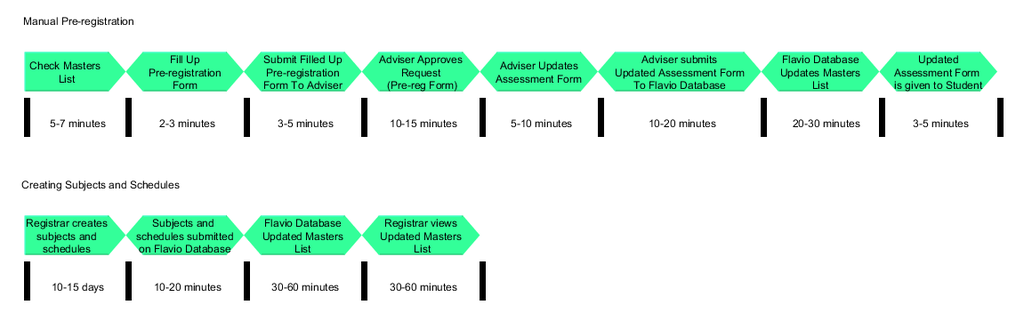 Manual Pre-registration
Check Masters
List
Fill Up
Pre-registration
Form
Submit Filled Up
Pre-registration
Form To Adviser
Adviser Approves
Request
(Pre-reg Form)
Adviser Updates
Assessment Form
Adviser submits
Updated Assessment Form
To Flavio Database
Flavio Database
Updates Masters
List
Updated
Assessment Form
is given to Student
5-7 minutes
2-3 minutes
3-5 minutes
10-15 minutes
5-10 minutes
10-20 minutes
20-30 minutes
3-5 minutes
Creating Subjects and Schedules
Registrar creates
subjects and
schedules
Subjects and
schedules submitted
on Flavio Database
Flavio Database
Updated Masters
List
Registrar views
Updated Masters
List
10-15 days
10-20 minutes
30-60 minutes
30-60 minutes